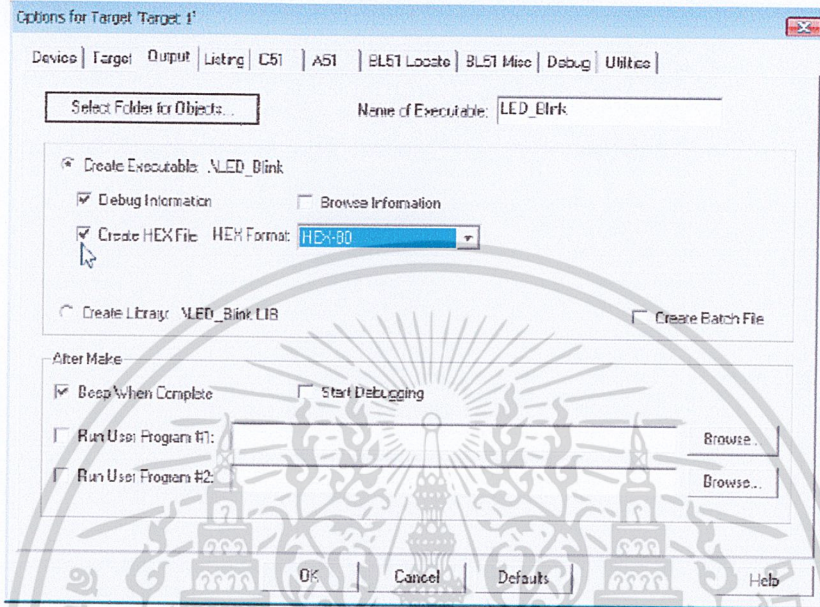 Options for Target 'Target 1'
Device Target Output Listing C51 A51 BL51 Locate BL51 Misc Debug Utilities
Select Folder for Objects... Name of Executable: LED_Blink
Create Executable: .\LED_Blink
Debug Information Browse Information
Create HEX File HEX Format: HEX-80
Create Library: .\LED_Blink.LIB Create Batch File
After Make
Beep When Complete Start Debugging
Run User Program #1: Browse...
Run User Program #2: Browse...
OK Cancel Defaults Help